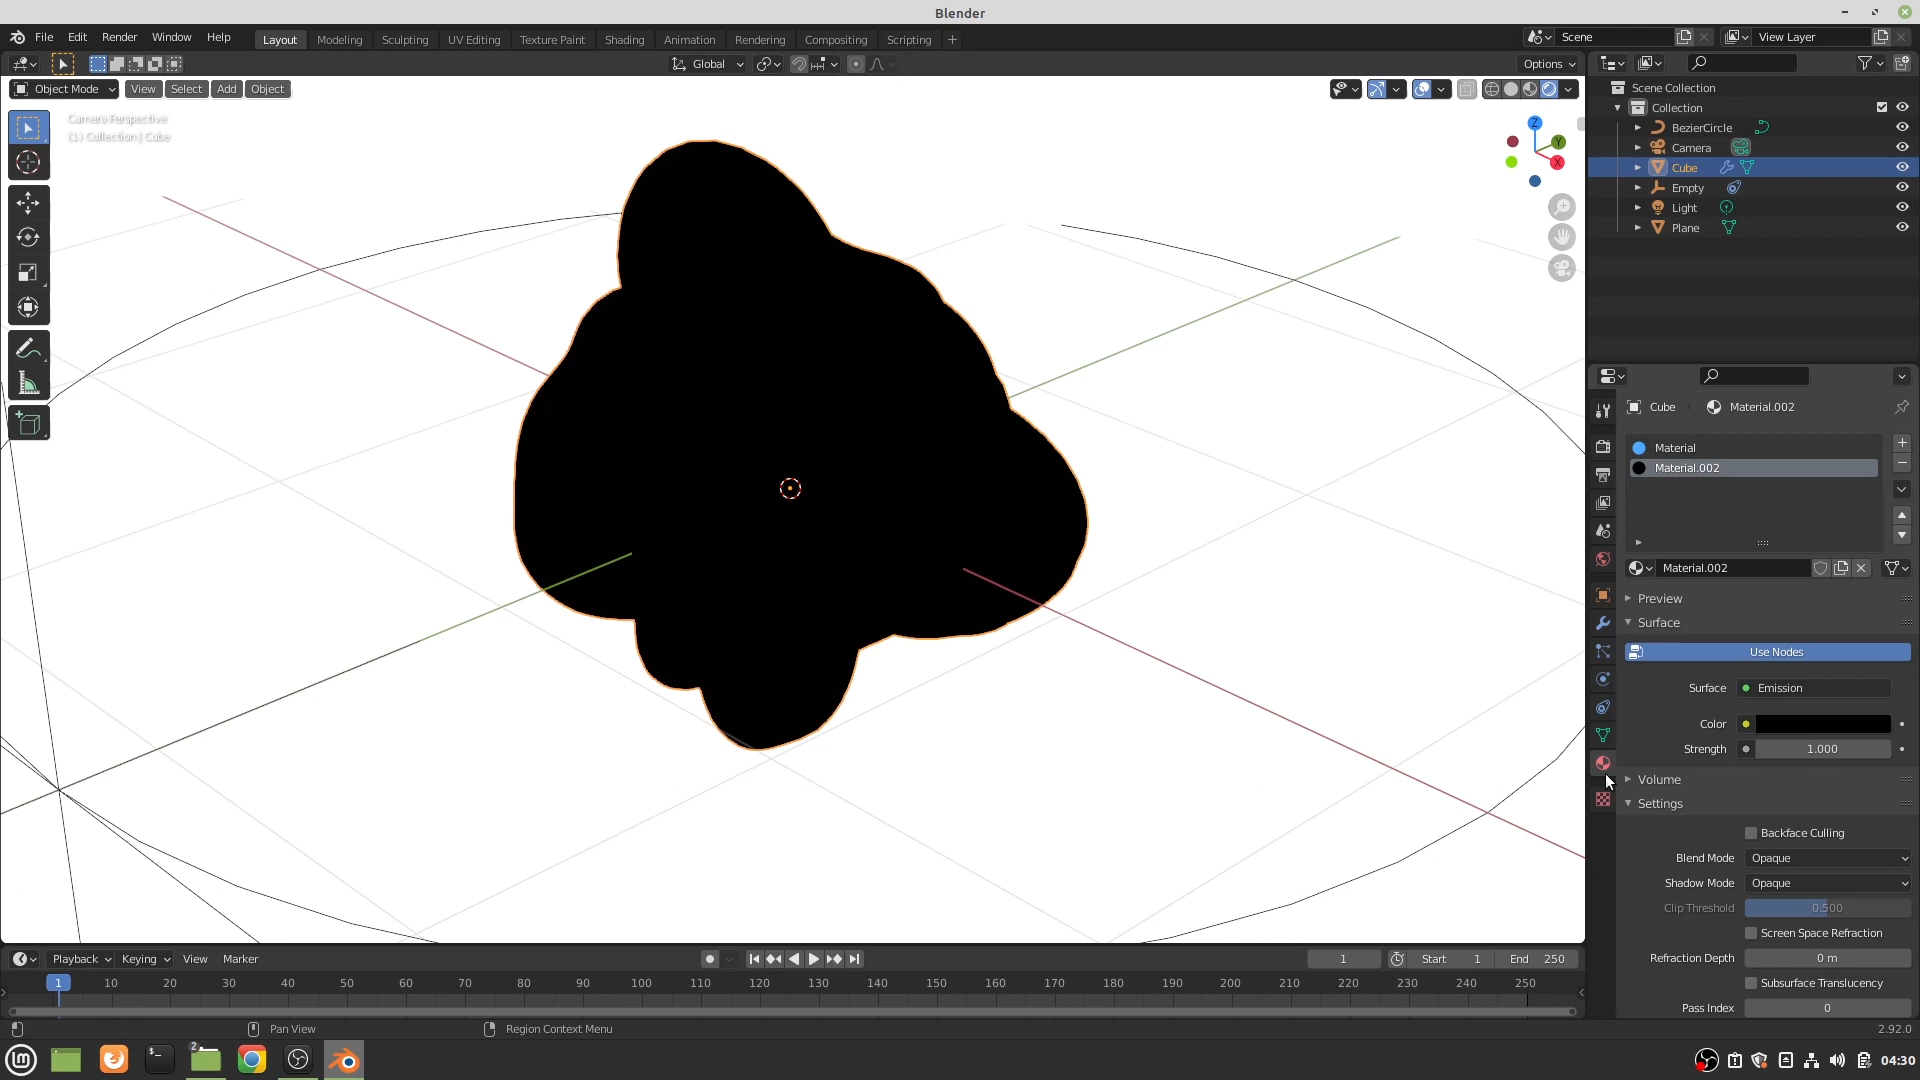 Blender
File Edit Render Window Help
Layout Modeling Sculpting UV Editing Texture Paint Shading Animation Rendering Compositing Scripting +
Scene
View Layer
Global
Options
Object Mode View Select Add Object
Camera Perspective
(1) Collection | Cube
Z
Y
X
Scene Collection
Collection
BezierCircle
Camera
Cube
Empty
Light
Plane
Cube Material.002
Material
Material.002
Material.002
Preview
Surface
Use Nodes
Surface Emission
Color
Strength 1.000
Volume
Settings
Backface Culling
Blend Mode Opaque
Shadow Mode Opaque
Clip Threshold 0.500
Screen Space Refraction
Refraction Depth 0 m
Subsurface Translucency
Pass Index 0
Playback Keying View Marker
1 Start 1 End 250
1 10 20 30 40 50 60 70 80 90 100 110 120 130 140 150 160 170 180 190 200 210 220 230 240 250
Pan View Region Context Menu 2.92.0
2
04:30